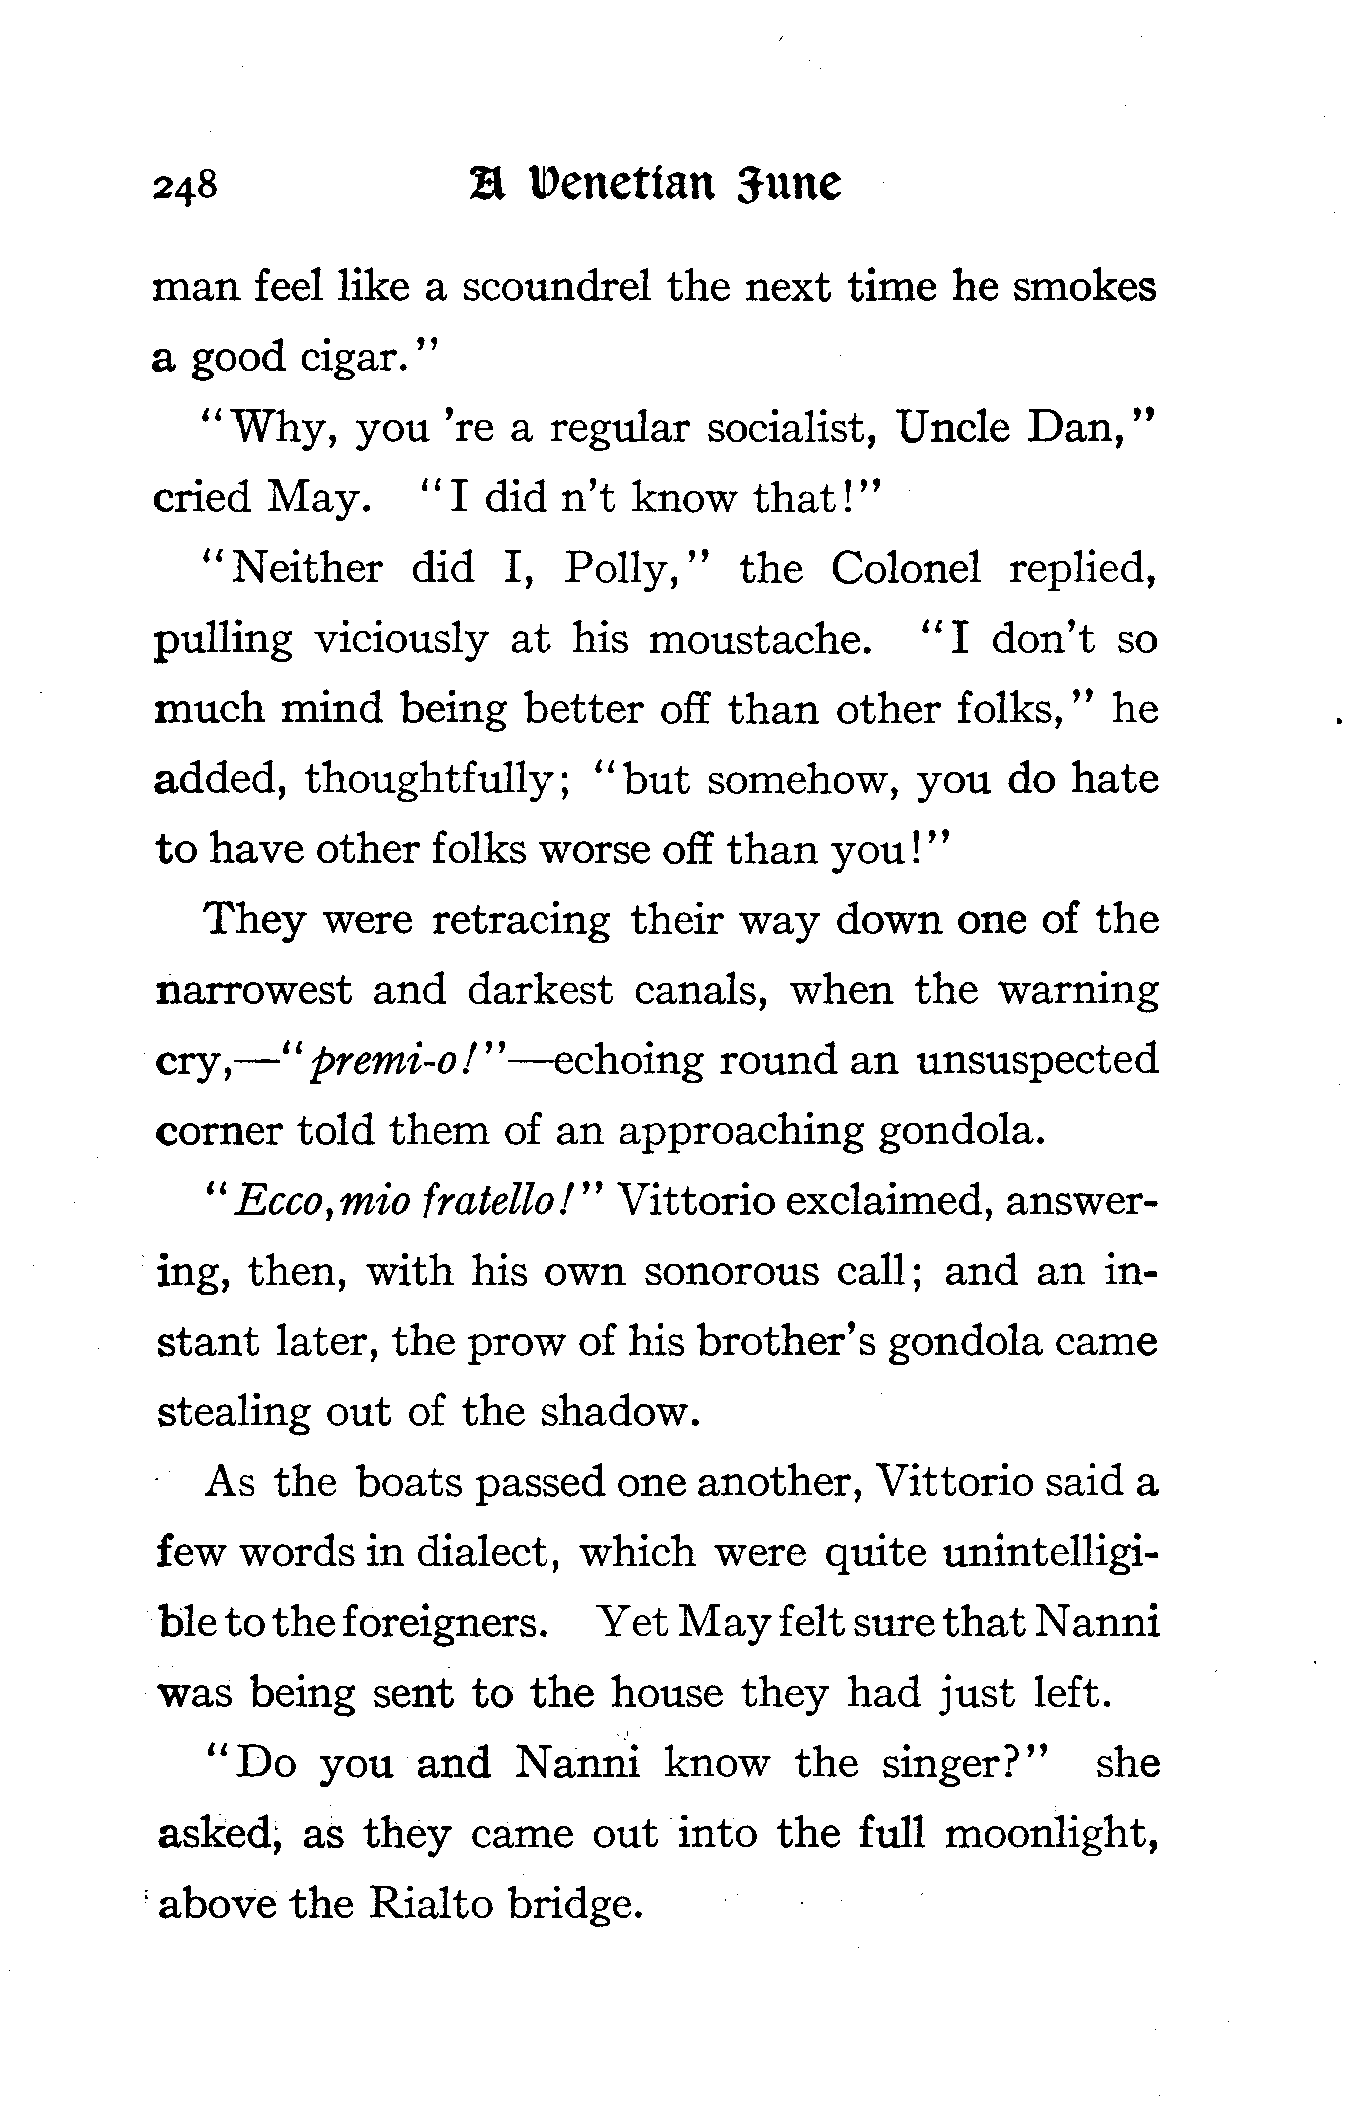 248 A Venetian June
man feel like a scoundrel the next time he smokes
a good cigar."
"Why, you 're a regular socialist, Uncle Dan,"
cried May. "I did n't know that!"
"Neither did I, Polly," the Colonel replied,
pulling viciously at his moustache. "I don't so
much mind being better off than other folks," he
added, thoughtfully; "but somehow, you do hate
to have other folks worse off than you!"
They were retracing their way down one of the
narrowest and darkest canals, when the warning
cry,—"premi-o!"—echoing round an unsuspected
corner told them of an approaching gondola.
"Ecco, mio fratello!" Vittorio exclaimed, answer-
ing, then, with his own sonorous call; and an in-
stant later, the prow of his brother's gondola came
stealing out of the shadow.
As the boats passed one another, Vittorio said a
few words in dialect, which were quite unintelligi-
ble to the foreigners. Yet May felt sure that Nanni
was being sent to the house they had just left.
"Do you and Nanni know the singer?" she
asked, as they came out into the full moonlight,
above the Rialto bridge.